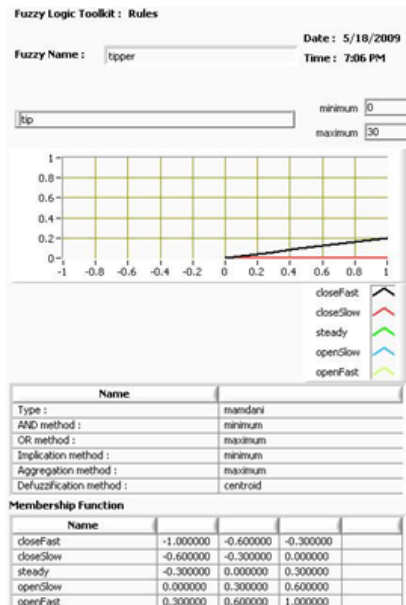 Fuzzy Logic Toolkit : Rules
Date : 5/18/2009
Fuzzy Name : tipper Time : 7:06 PM
tip
minimum 0
maximum 30
1
0.8
0.6
0.4
0.2
0
-1 -0.8 -0.6 -0.4 -0.2 0 0.2 0.4 0.6 0.8 1
closeFast
closeSlow
steady
openSlow
openFast
Name
Type : mamdani
AND method : minimum
OR method : maximum
Implication method : minimum
Aggregation method : maximum
Defuzzification method : centroid
Membership Function
Name
closeFast -1.000000 -0.600000 -0.300000
closeSlow -0.600000 -0.300000 0.000000
steady -0.300000 0.000000 0.300000
openSlow 0.000000 0.300000 0.600000
openFast 0.300000 0.600000 1.000000